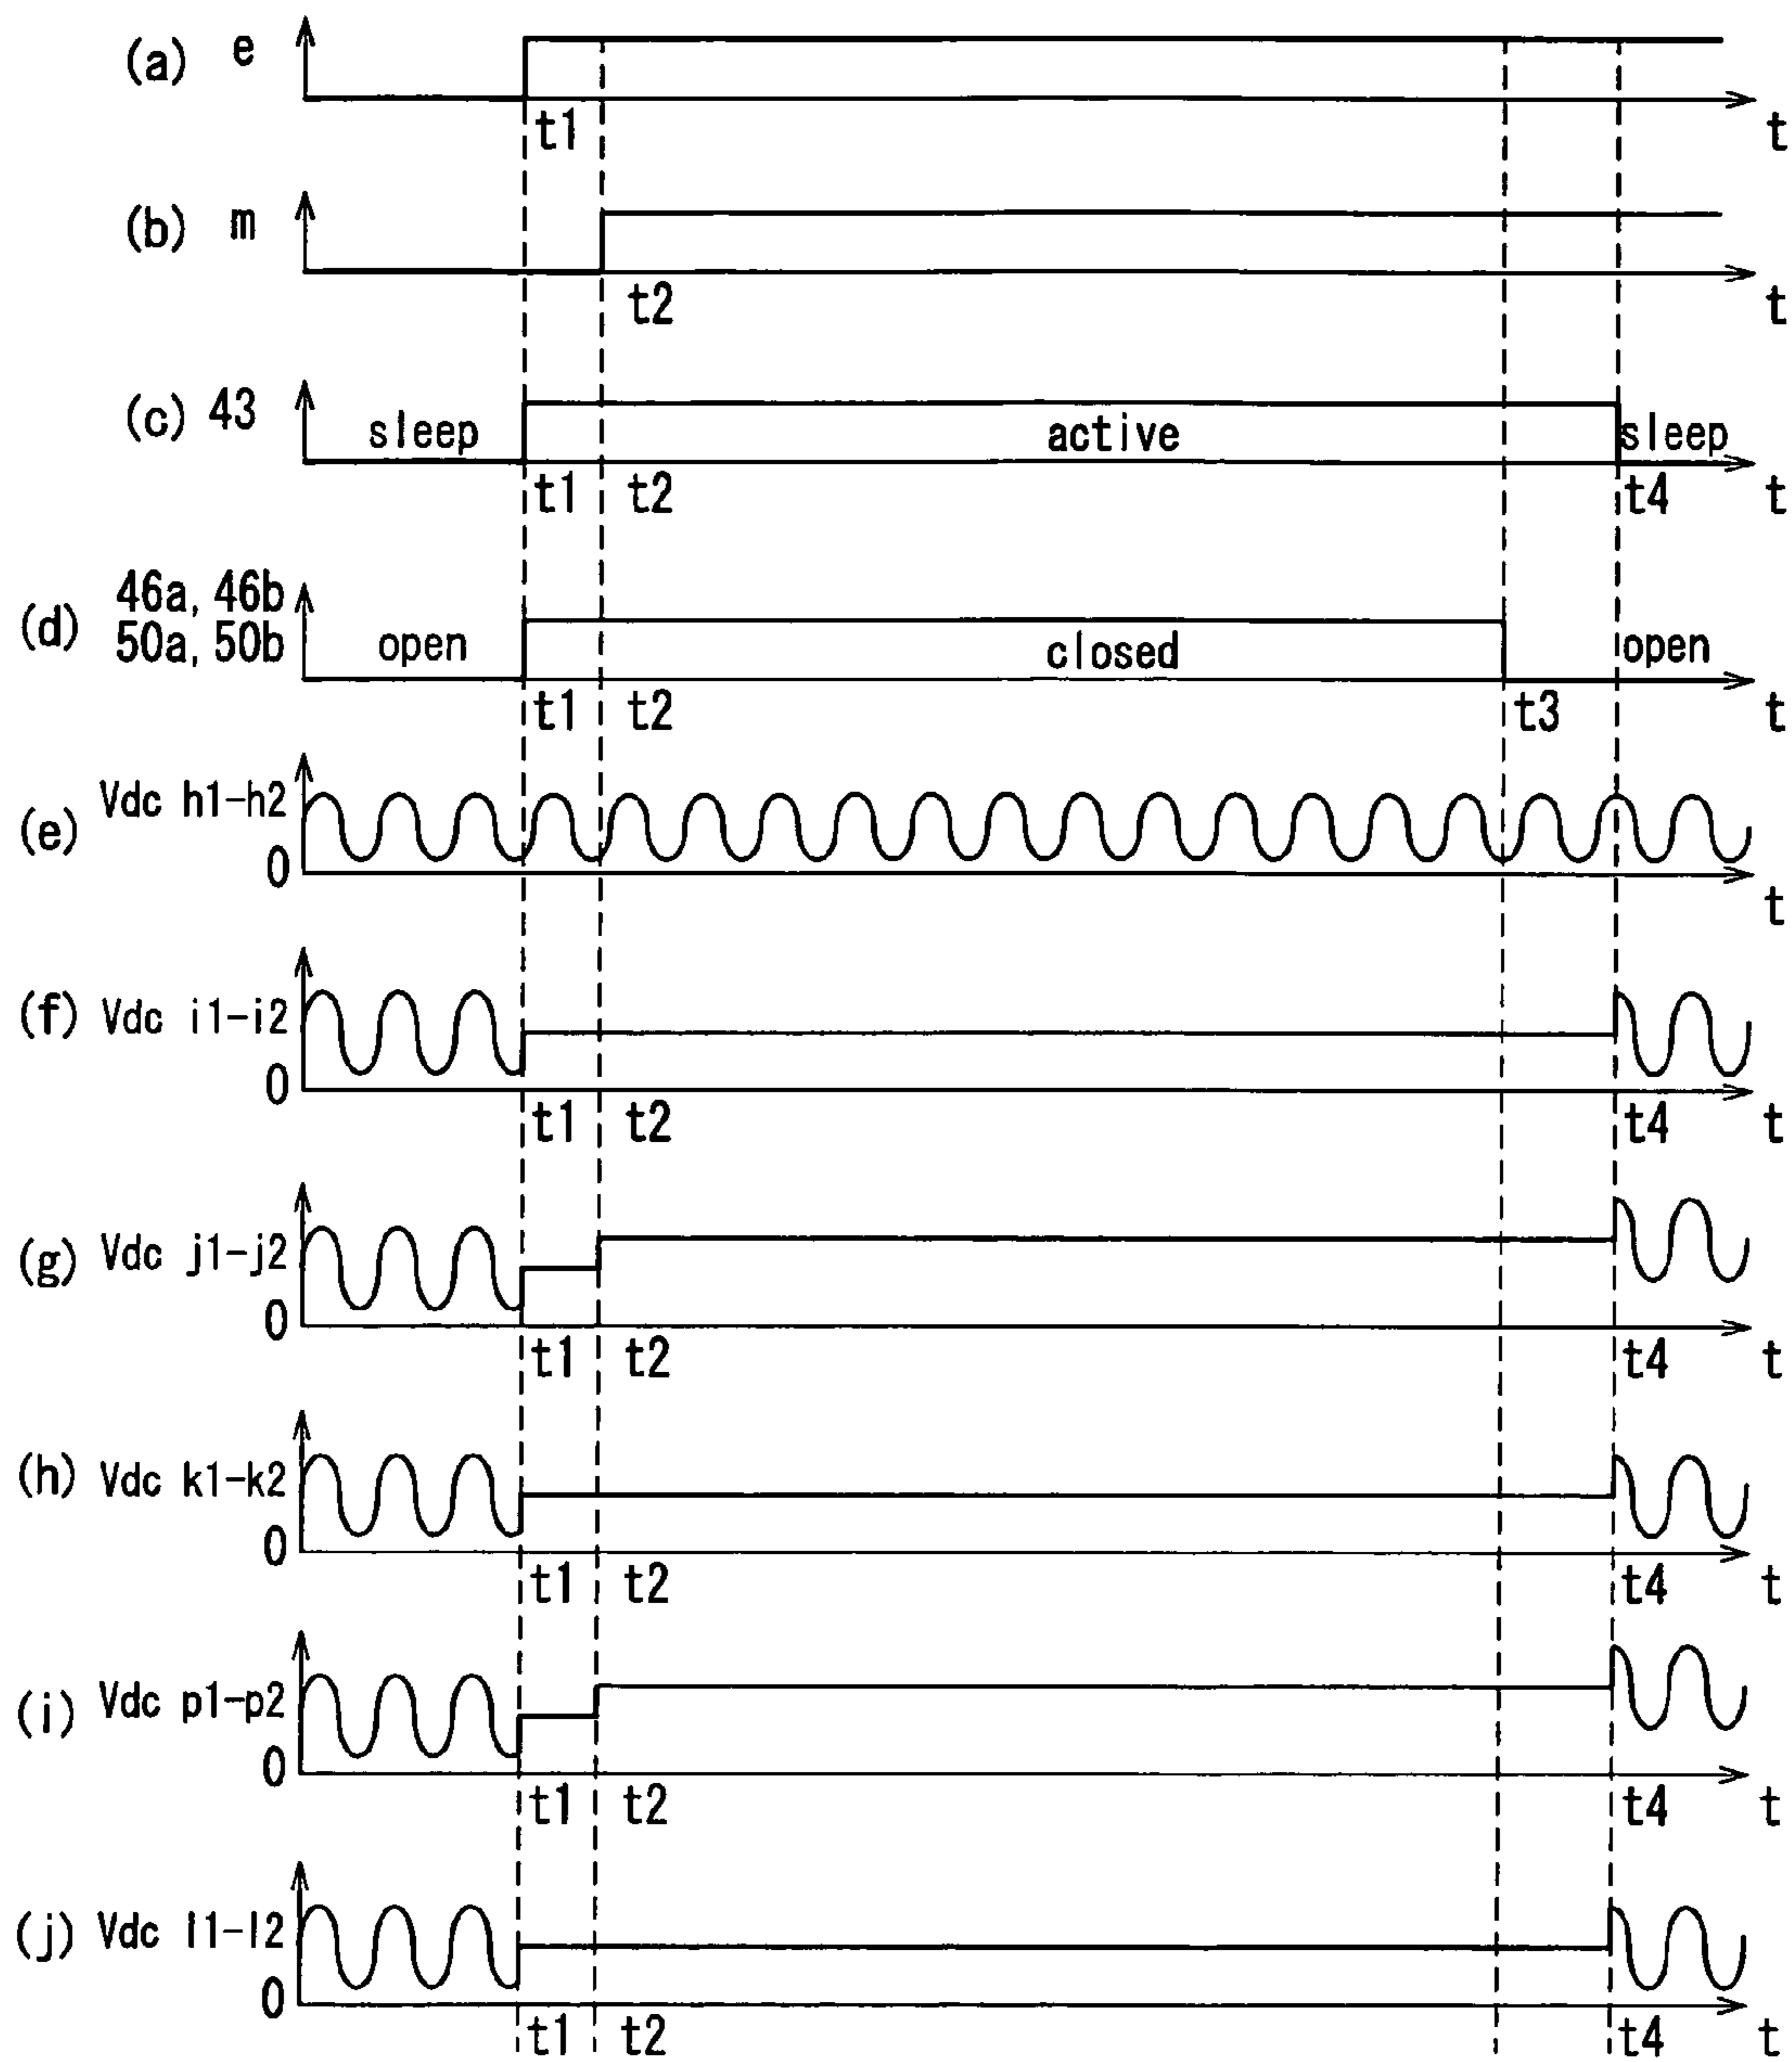 (a) e
t1
t
(b) m
t2
t
(c) 43
sleep
active
sleep
t1
t2
t4
t
(d) 46a, 46b
50a, 50b
open
closed
open
t1
t2
t3
t
(e) Vdc h1-h2
0
t
(f) Vdc i1-i2
0
t1
t2
t4
t
(g) Vdc j1-j2
0
t1
t2
t4
t
(h) Vdc k1-k2
0
t1
t2
t4
t
(i) Vdc p1-p2
0
t1
t2
t4
t
(j) Vdc l1-l2
0
t1
t2
t4
t